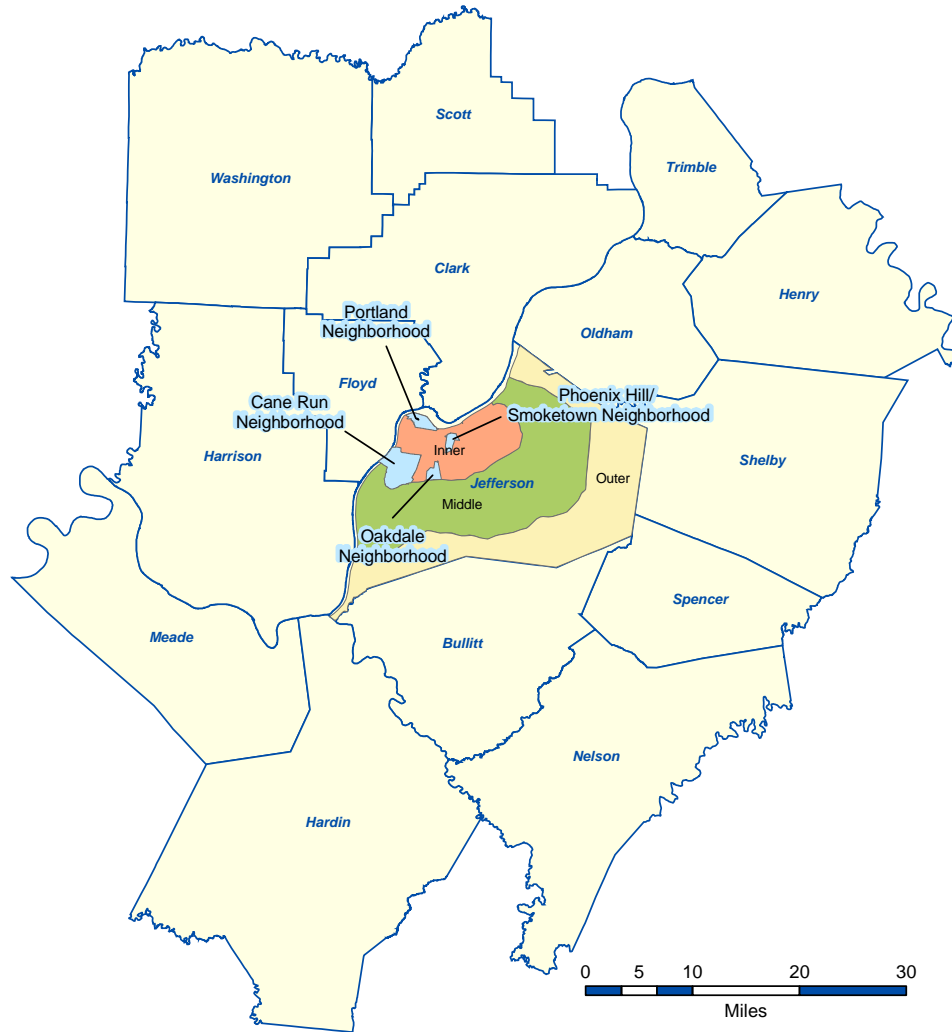 Scott
Trimble
Washington
Clark
Henry
Portland
Neighborhood
Oldham
Floyd
Phoenix Hill/
Smoketown Neighborhood
Cane Run
Neighborhood
Inner
Harrison
Shelby
Jefferson
Outer
Middle
Oakdale
Neighborhood
Spencer
Meade
Bullitt
Nelson
Hardin
0 5 10 20 30
Miles